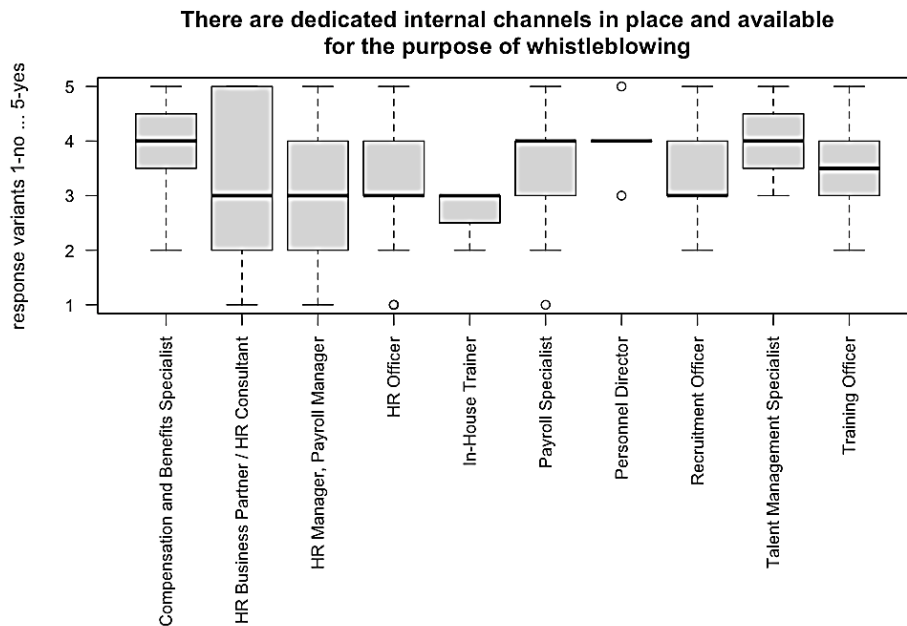 There are dedicated internal channels in place and available
for the purpose of whistleblowing
response variants 1-no ... 5-yes
5
4
3
2
1
Compensation and Benefits Specialist
HR Business Partner / HR Consultant
HR Manager, Payroll Manager
HR Officer
In-House Trainer
Payroll Specialist
Personnel Director
Recruitment Officer
Talent Management Specialist
Training Officer